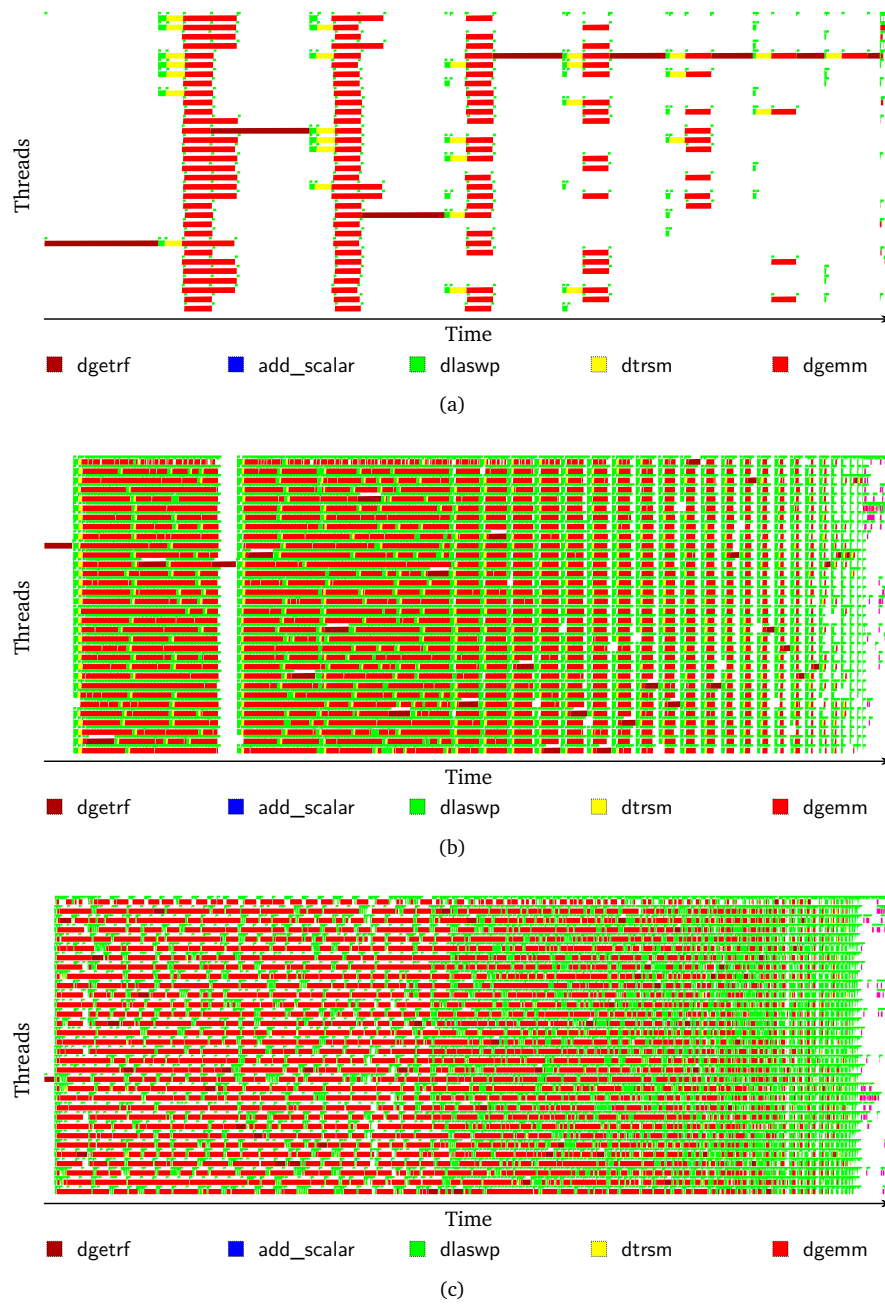 Threads
Time
dgetrf add_scalar dlaswp dtrsm dgemm
(a)
Threads
Time
dgetrf add_scalar dlaswp dtrsm dgemm
(b)
Threads
Time
dgetrf add_scalar dlaswp dtrsm dgemm
(c)